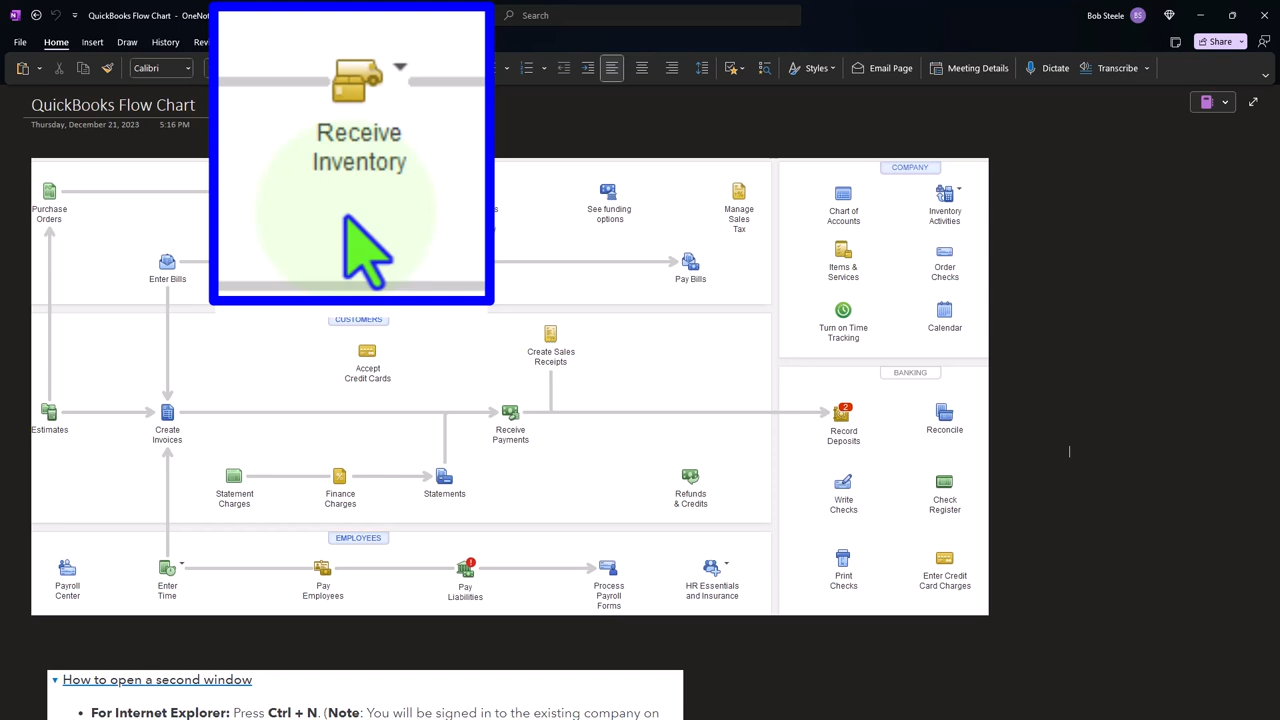 QuickBooks Flow Chart - OneNot
Search
Bob Steele
BS
File
Home
Insert
Draw
History
Rev
Share
Calibri
Styles
Email Page
Meeting Details
Dictate
Transcribe
QuickBooks Flow Chart
Thursday, December 21, 2023
5:16 PM
Receive
Inventory
Purchase
Orders
See funding
options
Manage
Sales
Tax
Enter Bills
Pay Bills
COMPANY
Chart of
Accounts
Inventory
Activities
Items &
Services
Order
Checks
Turn on Time
Tracking
Calendar
CUSTOMERS
Accept
Credit Cards
Create Sales
Receipts
Estimates
Create
Invoices
Receive
Payments
Statement
Charges
Finance
Charges
Statements
Refunds
& Credits
BANKING
2
Record
Deposits
Reconcile
Write
Checks
Check
Register
Print
Checks
Enter Credit
Card Charges
EMPLOYEES
Payroll
Center
Enter
Time
Pay
Employees
Pay
Liabilities
Process
Payroll
Forms
HR Essentials
and Insurance
How to open a second window
• For Internet Explorer: Press Ctrl + N. (Note: You will be signed in to the existing company on